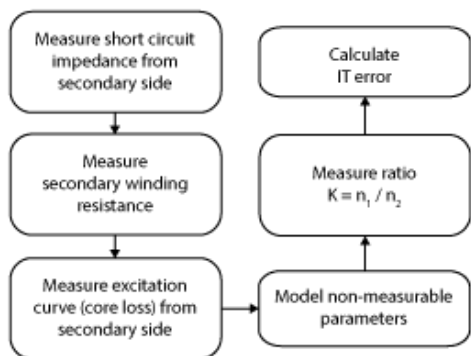 Measure short circuit
impedance from
secondary side
Measure
secondary winding
resistance
Measure excitation
curve (core loss) from
secondary side
Model non-measurable
parameters
Measure ratio
K = n₁ / n₂
Calculate
IT error